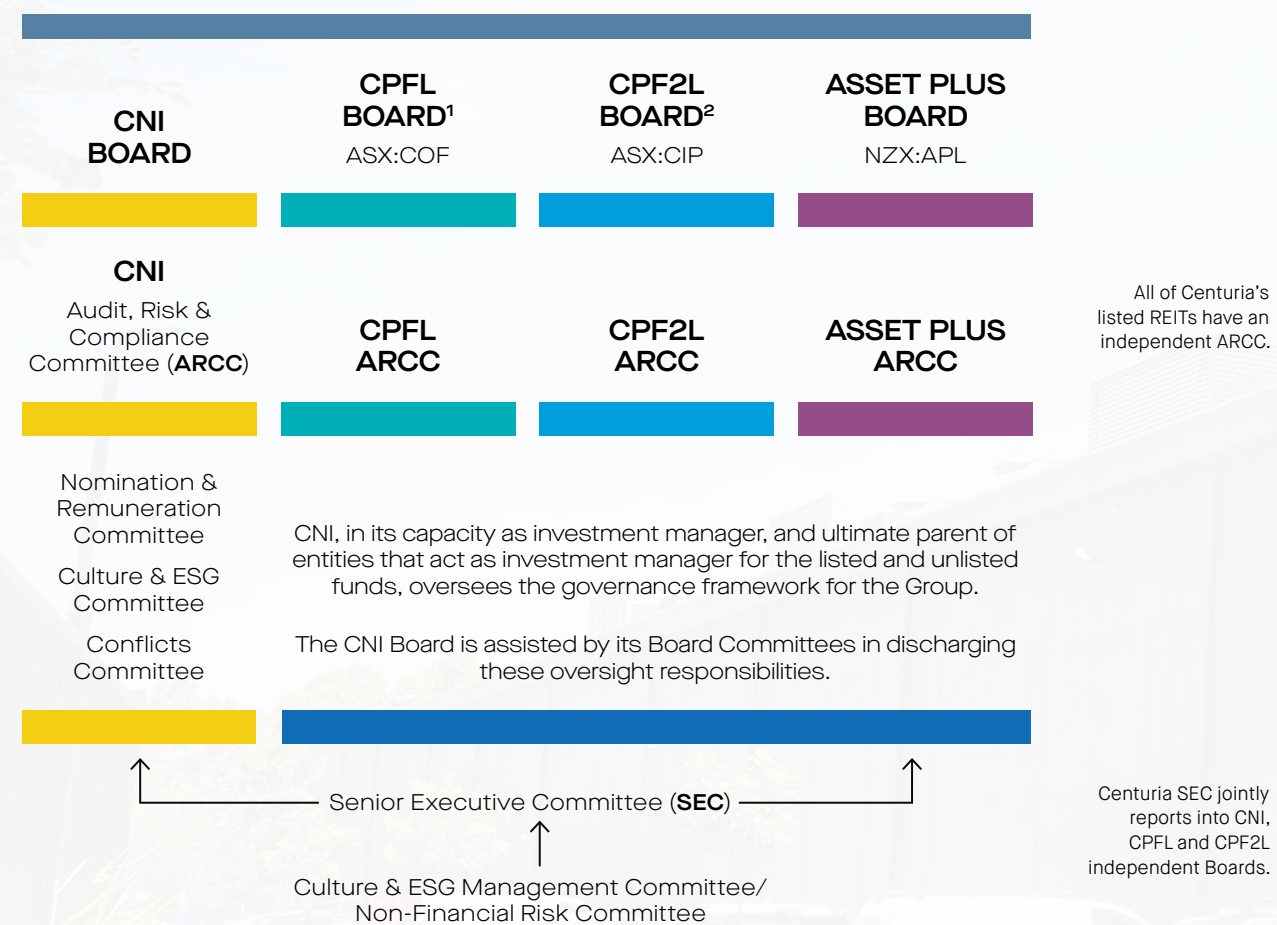 CNI
BOARD
CPFL
BOARD¹
ASX:COF
CPF2L
BOARD²
ASX:CIP
ASSET PLUS
BOARD
NZX:APL
CNI
Audit, Risk &
Compliance
Committee (ARCC)
CPFL
ARCC
CPF2L
ARCC
ASSET PLUS
ARCC
All of Centuria’s
listed REITs have an
independent ARCC.
Nomination &
Remuneration
Committee
Culture & ESG
Committee
Conflicts
Committee
CNI, in its capacity as investment manager, and ultimate parent of
entities that act as investment manager for the listed and unlisted
funds, oversees the governance framework for the Group.
The CNI Board is assisted by its Board Committees in discharging
these oversight responsibilities.
Senior Executive Committee (SEC)
Culture & ESG Management Committee/
Non-Financial Risk Committee
Centuria SEC jointly
reports into CNI,
CPFL and CPF2L
independent Boards.